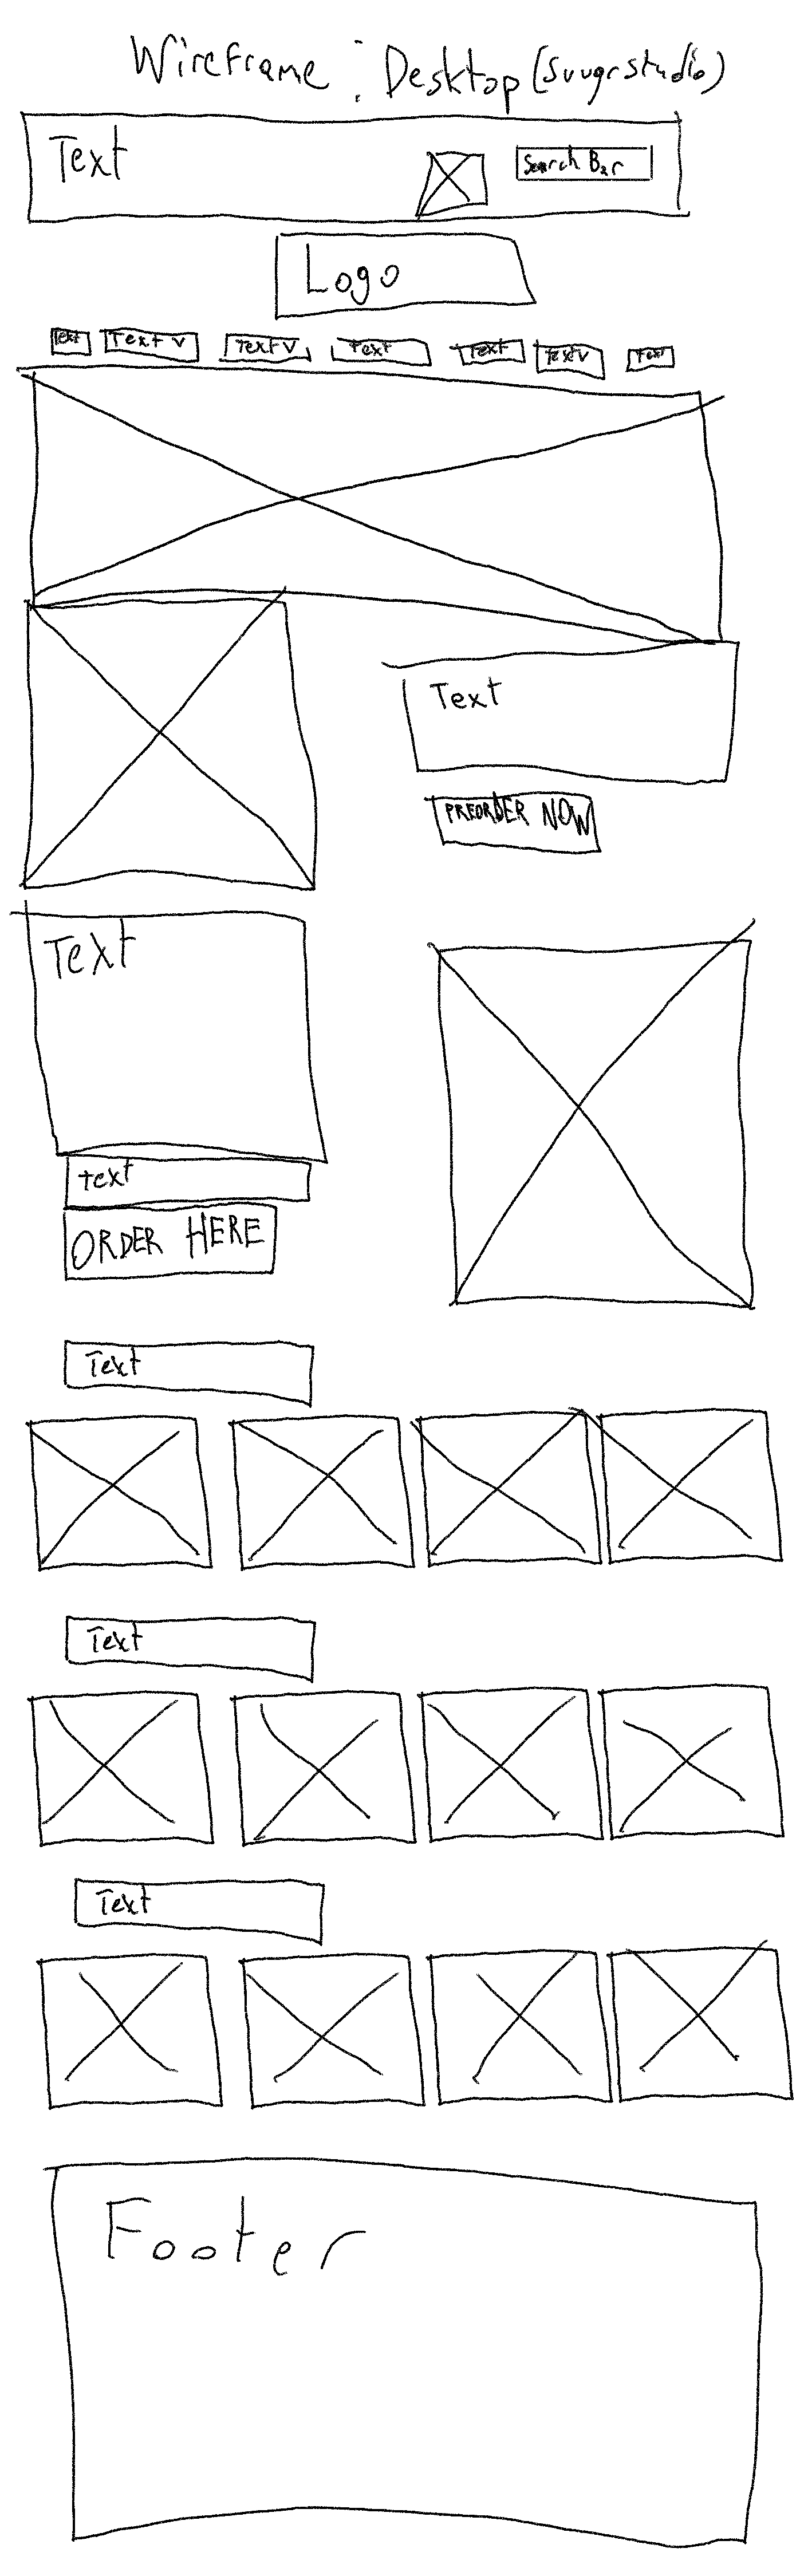 Wireframe : Desktop (suugrstudio)
Text
Search Bar
Logo
Text Text v Text v Text Text Text v Text
Text
PREORDER NOW
Text
text
ORDER HERE
Text
Text
Text
Footer